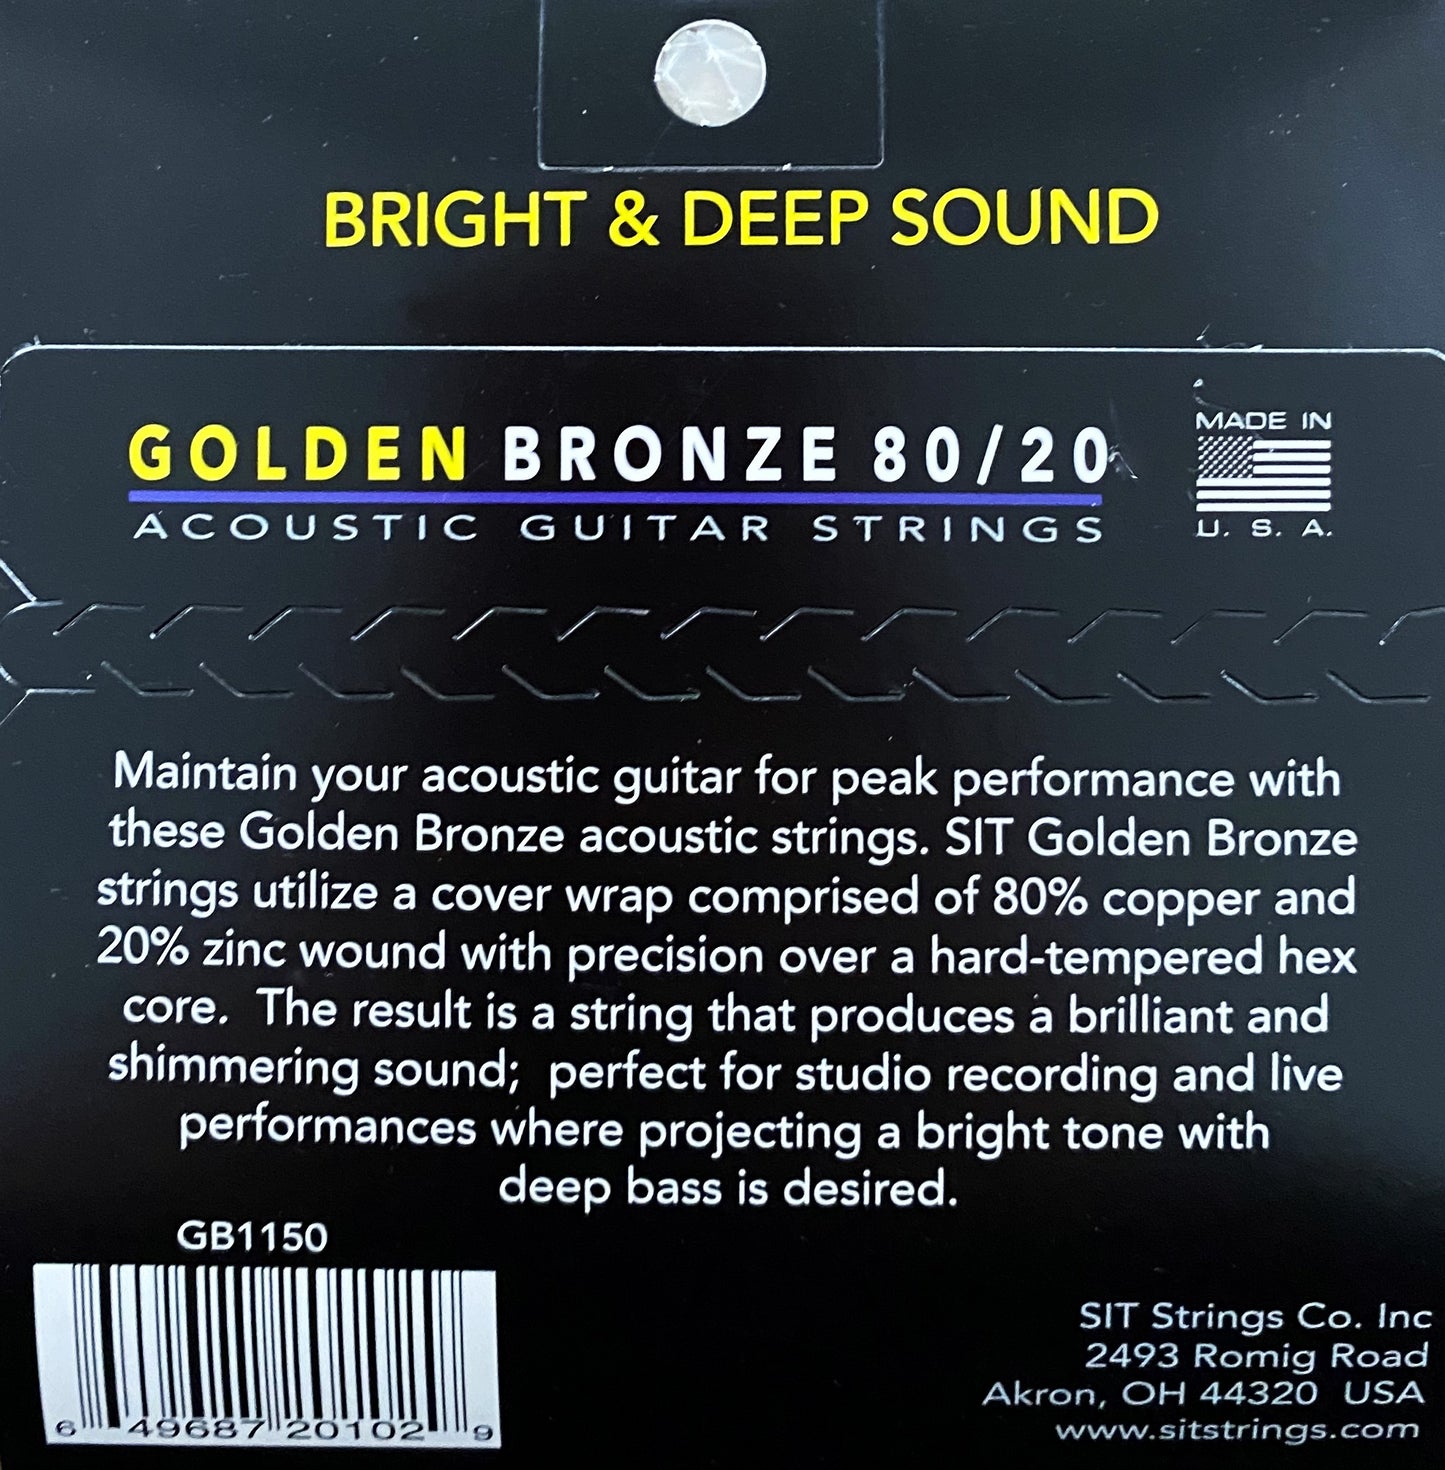 BRIGHT & DEEP SOUND
GOLDEN BRONZE 80/20
ACOUSTIC GUITAR STRINGS
MADE IN
U. S. A.
Maintain your acoustic guitar for peak performance with
these Golden Bronze acoustic strings. SIT Golden Bronze
strings utilize a cover wrap comprised of 80% copper and
20% zinc wound with precision over a hard-tempered hex
core.  The result is a string that produces a brilliant and
shimmering sound;  perfect for studio recording and live
performances where projecting a bright tone with
deep bass is desired.
GB1150
6 49687 20102 9
SIT Strings Co. Inc
2493 Romig Road
Akron, OH 44320  USA
www.sitstrings.com